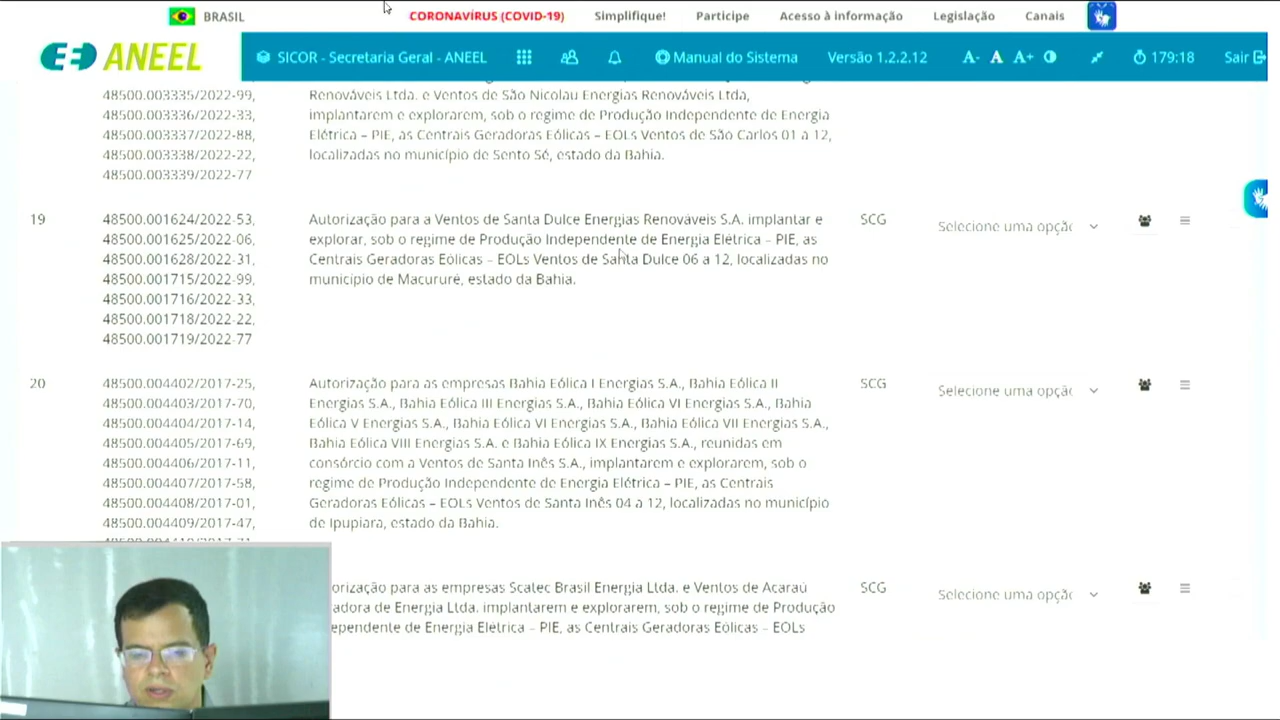 BRASIL
CORONAVÍRUS (COVID-19) Simplifique! Participe Acesso à informação Legislação Canais
ANEEL
SICOR - Secretaria Geral - ANEEL Manual do Sistema Versão 1.2.2.12 A- A A+ 179:18 Sair
48500.003335/2022-99, Renováveis Ltda. e Ventos de São Nicolau Energias Renováveis Ltda,
48500.003336/2022-33, implantarem e explorarem, sob o regime de Produção Independente de Energia
48500.003337/2022-88, Elétrica – PIE, as Centrais Geradoras Eólicas – EOLs Ventos de São Carlos 01 a 12,
48500.003338/2022-22, localizadas no município de Sento Sé, estado da Bahia.
48500.003339/2022-77
19 48500.001624/2022-53, Autorização para a Ventos de Santa Dulce Energias Renováveis S.A. implantar e SCG Selecione uma opçã
48500.001625/2022-06, explorar, sob o regime de Produção Independente de Energia Elétrica – PIE, as
48500.001628/2022-31, Centrais Geradoras Eólicas – EOLs Ventos de Santa Dulce 06 a 12, localizadas no
48500.001715/2022-99, município de Macururé, estado da Bahia.
48500.001716/2022-33,
48500.001718/2022-22,
48500.001719/2022-77
20 48500.004402/2017-25, Autorização para as empresas Bahia Eólica I Energias S.A., Bahia Eólica II SCG Selecione uma opçã
48500.004403/2017-70, Energias S.A., Bahia Eólica III Energias S.A., Bahia Eólica VI Energias S.A., Bahia
48500.004404/2017-14, Eólica V Energias S.A., Bahia Eólica VI Energias S.A., Bahia Eólica VII Energias S.A.,
48500.004405/2017-69, Bahia Eólica VIII Energias S.A. e Bahia Eólica IX Energias S.A., reunidas em
48500.004406/2017-11, consórcio com a Ventos de Santa Inês S.A., implantarem e explorarem, sob o
48500.004407/2017-58, regime de Produção Independente de Energia Elétrica – PIE, as Centrais
48500.004408/2017-01, Geradoras Eólicas – EOLs Ventos de Santa Inês 04 a 12, localizadas no município
48500.004409/2017-47, de Ipupiara, estado da Bahia.
orização para as empresas Scatec Brasil Energia Ltda. e Ventos de Acaraú SCG Selecione uma opçã
adora de Energia Ltda. implantarem e explorarem, sob o regime de Produção
ependente de Energia Elétrica – PIE, as Centrais Geradoras Eólicas – EOLs